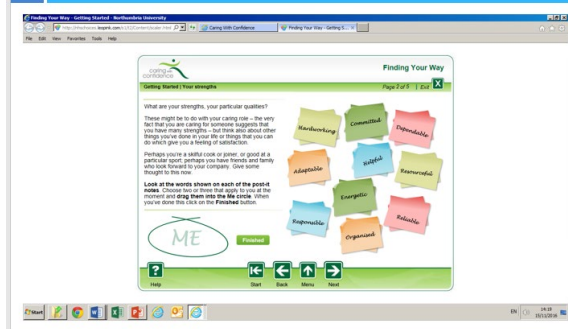 Finding Your Way - Getting Started - Northumbria University
Caring With Confidence
Finding Your Way - Getting S...
File Edit View Favorites Tools Help
caring with confidence
Finding Your Way
Getting Started | Your strengths
Page 2 of 5 | Exit X
What are your strengths, your particular qualities?
These might be to do with your caring role – the very
fact that you are caring for someone suggests that
you have many strengths – but think also about other
things you've done in your life or things that you can
do which give you a feeling of satisfaction.
Perhaps you're a skilful cook or joiner, or good at a
particular sport; perhaps you have friends and family
who look forward to your company. Give some
thought to this now.
Look at the words shown on each of the post-it
notes. Choose two or three that apply to you at the
moment and drag them into the Me circle. When
you've done this click on the Finished button.
Hardworking
Committed
Dependable
Adaptable
Helpful
Resourceful
Energetic
Responsible
Organised
Reliable
ME
Finished
?
Help
Start
Back
Menu
Next
Start
EN
14:19
15/11/2016